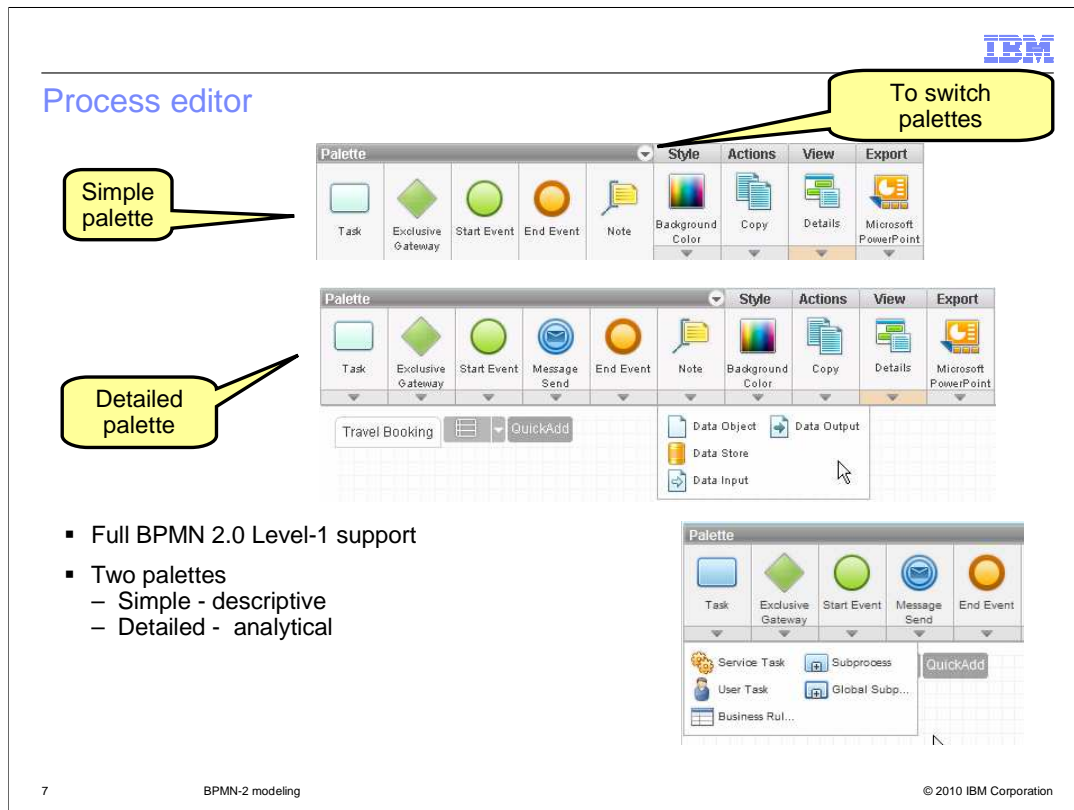 IBM
Process editor
To switch
palettes
Simple
palette
Palette Style Actions View Export
Task Exclusive Gateway Start Event End Event Note Background Color Copy Details Microsoft PowerPoint
Detailed
palette
Palette Style Actions View Export
Task Exclusive Gateway Start Event Message Send End Event Note Background Color Copy Details Microsoft PowerPoint
Travel Booking QuickAdd
Data Object Data Output
Data Store
Data Input
▪ Full BPMN 2.0 Level-1 support
▪ Two palettes
– Simple - descriptive
– Detailed - analytical
Palette
Task Exclusive Gateway Start Event Message Send End Event
Service Task Subprocess QuickAdd
User Task Global Subp...
Business Rul...
7 BPMN-2 modeling © 2010 IBM Corporation